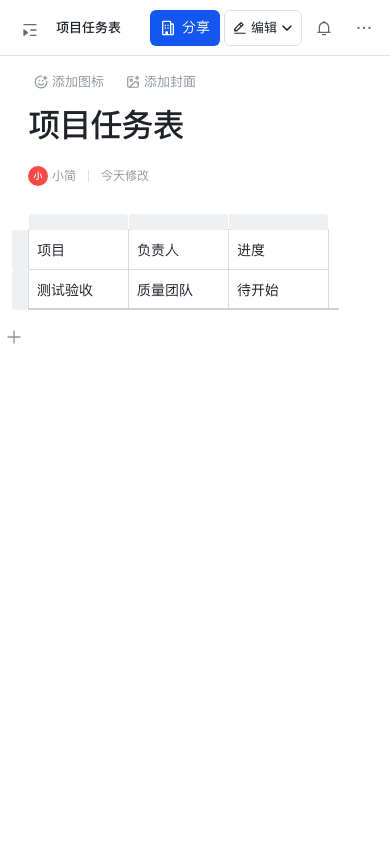 项目任务表 分享 编辑
添加图标 添加封面
项目任务表
小 小简 今天修改
项目 负责人 进度
测试验收 质量团队 待开始